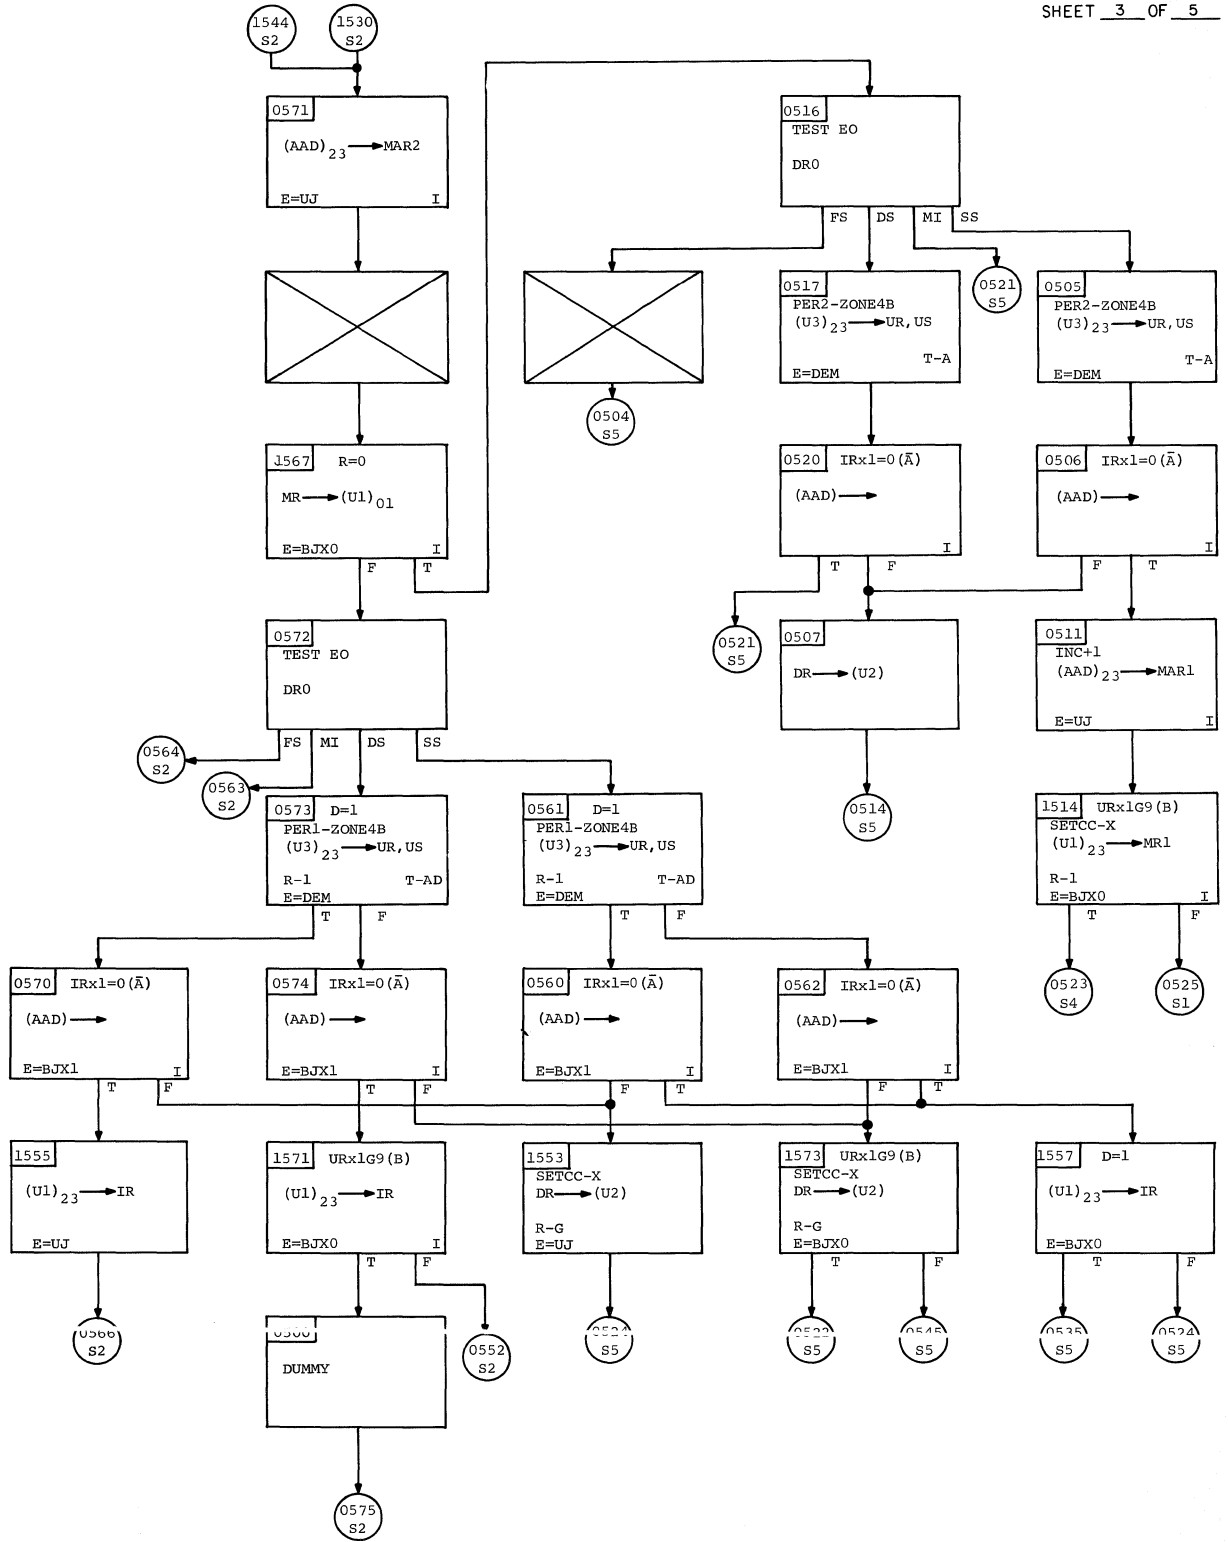 SHEET 3 OF 5
1544
S2
1530
S2
0571
(AAD)23 → MAR2
E=UJ I
0516
TEST EO
DR0
FS DS MI SS
0504
S5
0517
PER2-ZONE4B
(U3)23 → UR,US
T-A
E=DEM
0521
S5
0505
PER2-ZONE4B
(U3)23 → UR,US
T-A
E=DEM
1567 R=0
MR → (U1)01
E=BJX0 I
F T
0520 IRx1=0(Ā)
(AAD) →
I
T F
0506 IRx1=0(Ā)
(AAD) →
I
F T
0521
S5
0572
TEST EO
DR0
FS MI DS SS
0507
DR → (U2)
0511
INC+1
(AAD)23 → MAR1
E=UJ I
0564
S2
0563
S2
0514
S5
0573 D=1
PER1-ZONE4B
(U3)23 → UR,US
R-1 T-AD
E=DEM
T F
0561 D=1
PER1-ZONE4B
(U3)23 → UR,US
R-1 T-AD
E=DEM
T F
1514 URx1G9(B)
SETCC-X
(U1)23 → MR1
R-1
E=BJX0 I
T F
0570 IRx1=0(Ā)
(AAD) →
E=BJX1 I
T F
0574 IRx1=0(Ā)
(AAD) →
E=BJX1 I
T F
0560 IRx1=0(Ā)
(AAD) →
E=BJX1 I
F T
0562 IRx1=0(Ā)
(AAD) →
E=BJX1 I
F T
0523
S4
0525
S1
1555
(U1)23 → IR
E=UJ
1571 URx1G9(B)
(U1)23 → IR
E=BJX0 I
T F
1553
SETCC-X
DR → (U2)
R-G
E=UJ
1573 URx1G9(B)
SETCC-X
DR → (U2)
R-G
E=BJX0
T F
1557 D=1
(U1)23 → IR
E=BJX0
T F
0566
S2
DUMMY
0552
S2
S5
S5
0545
S5
0535
S5
0524
S5
0575
S2